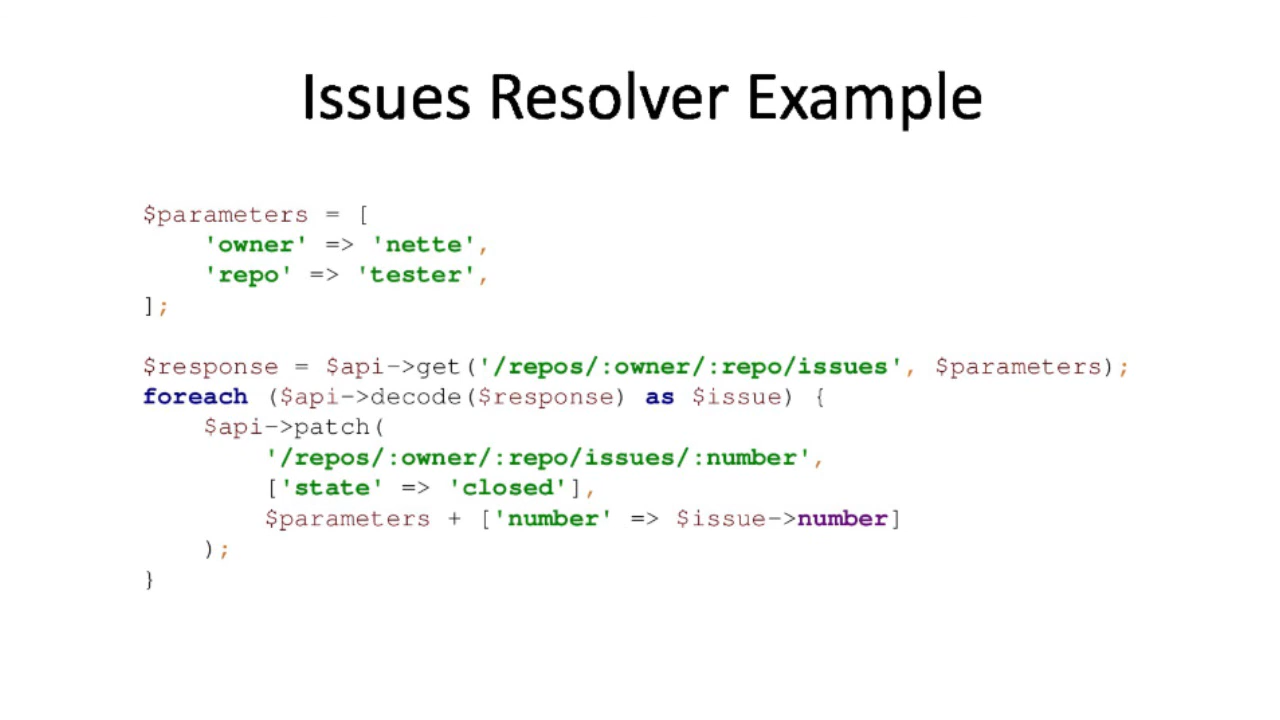 Issues Resolver Example
$parameters = [
    'owner' => 'nette',
    'repo' => 'tester',
];
$response = $api->get('/repos/:owner/:repo/issues', $parameters);
foreach ($api->decode($response) as $issue) {
    $api->patch(
        '/repos/:owner/:repo/issues/:number',
        ['state' => 'closed'],
        $parameters + ['number' => $issue->number]
    );
}